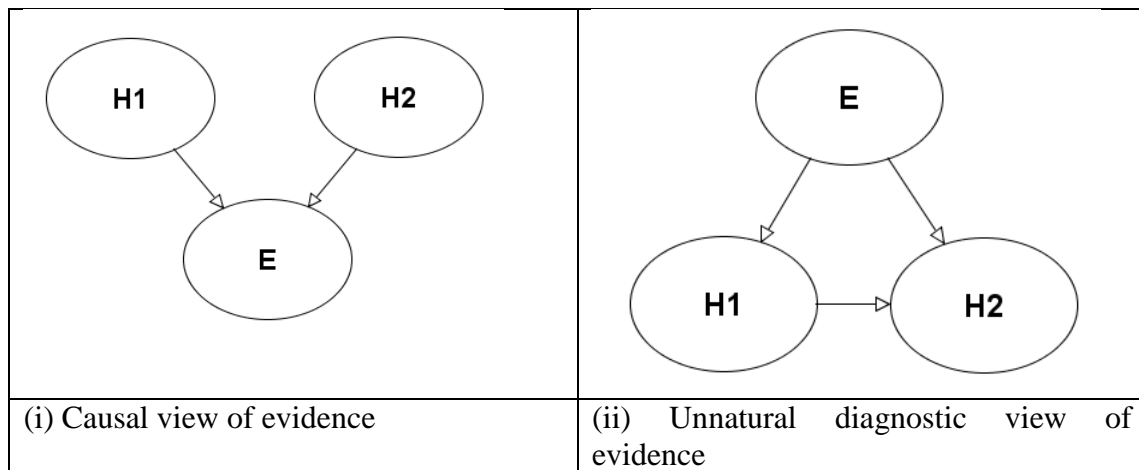 H1
H2
E
E
H1
H2
(i) Causal view of evidence
(ii) Unnatural diagnostic view of
evidence